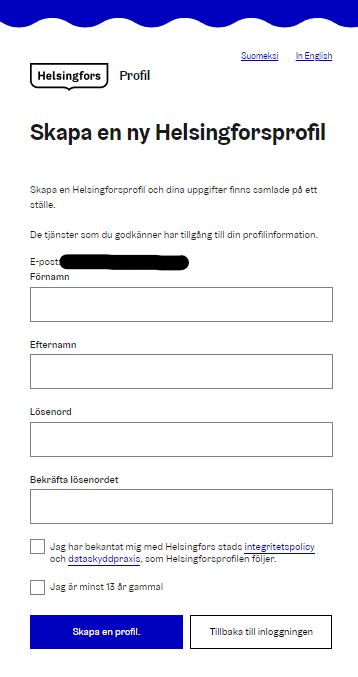 Suomeksi In English
Helsingfors Profil
Skapa en ny Helsingforsprofil
Skapa en Helsingforsprofil och dina uppgifter finns samlade på ett
ställe.
De tjänster som du godkänner har tillgång till din profilinformation.
E-post:
Förnamn
Efternamn
Lösenord
Bekräfta lösenordet
Jag har bekantat mig med Helsingfors stads integritetspolicy
och dataskyddpraxis, som Helsingforsprofilen följer.
Jag är minst 13 år gammal
Skapa en profil. Tillbaka till inloggningen